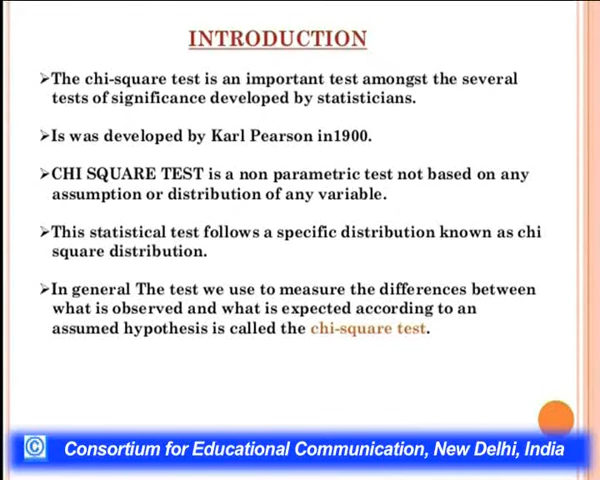 INTRODUCTION
➢The chi-square test is an important test amongst the several
tests of significance developed by statisticians.
➢Is was developed by Karl Pearson in1900.
➢CHI SQUARE TEST is a non parametric test not based on any
assumption or distribution of any variable.
➢This statistical test follows a specific distribution known as chi
square distribution.
➢In general The test we use to measure the differences between
what is observed and what is expected according to an
assumed hypothesis is called the chi-square test.
© Consortium for Educational Communication, New Delhi, India